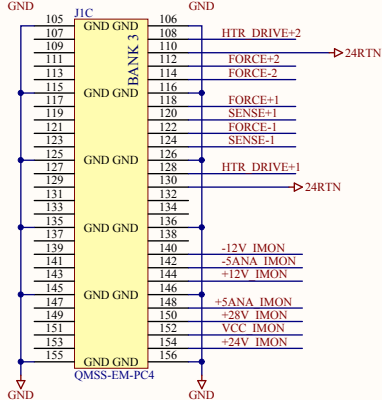 GND GND
J1C
105 GND GND 106
107 108 HTR_DRIVE+2
109 110 24RTN
111 112 FORCE+2
113 114 FORCE-2
115 GND GND 116
117 118 FORCE+1
119 120 SENSE+1
121 122 FORCE-1
123 124 SENSE-1
125 GND GND 126
127 128 HTR_DRIVE+1
129 130 24RTN
131 132
133 134
135 GND GND 136
137 138
139 140 -12V_IMON
141 142 -5ANA_IMON
143 144 +12V_IMON
145 GND GND 146
147 148 +5ANA_IMON
149 150 +28V_IMON
151 152 VCC_IMON
153 154 +24V_IMON
155 GND GND 156
BANK 3
QMSS-EM-PC4
GND GND